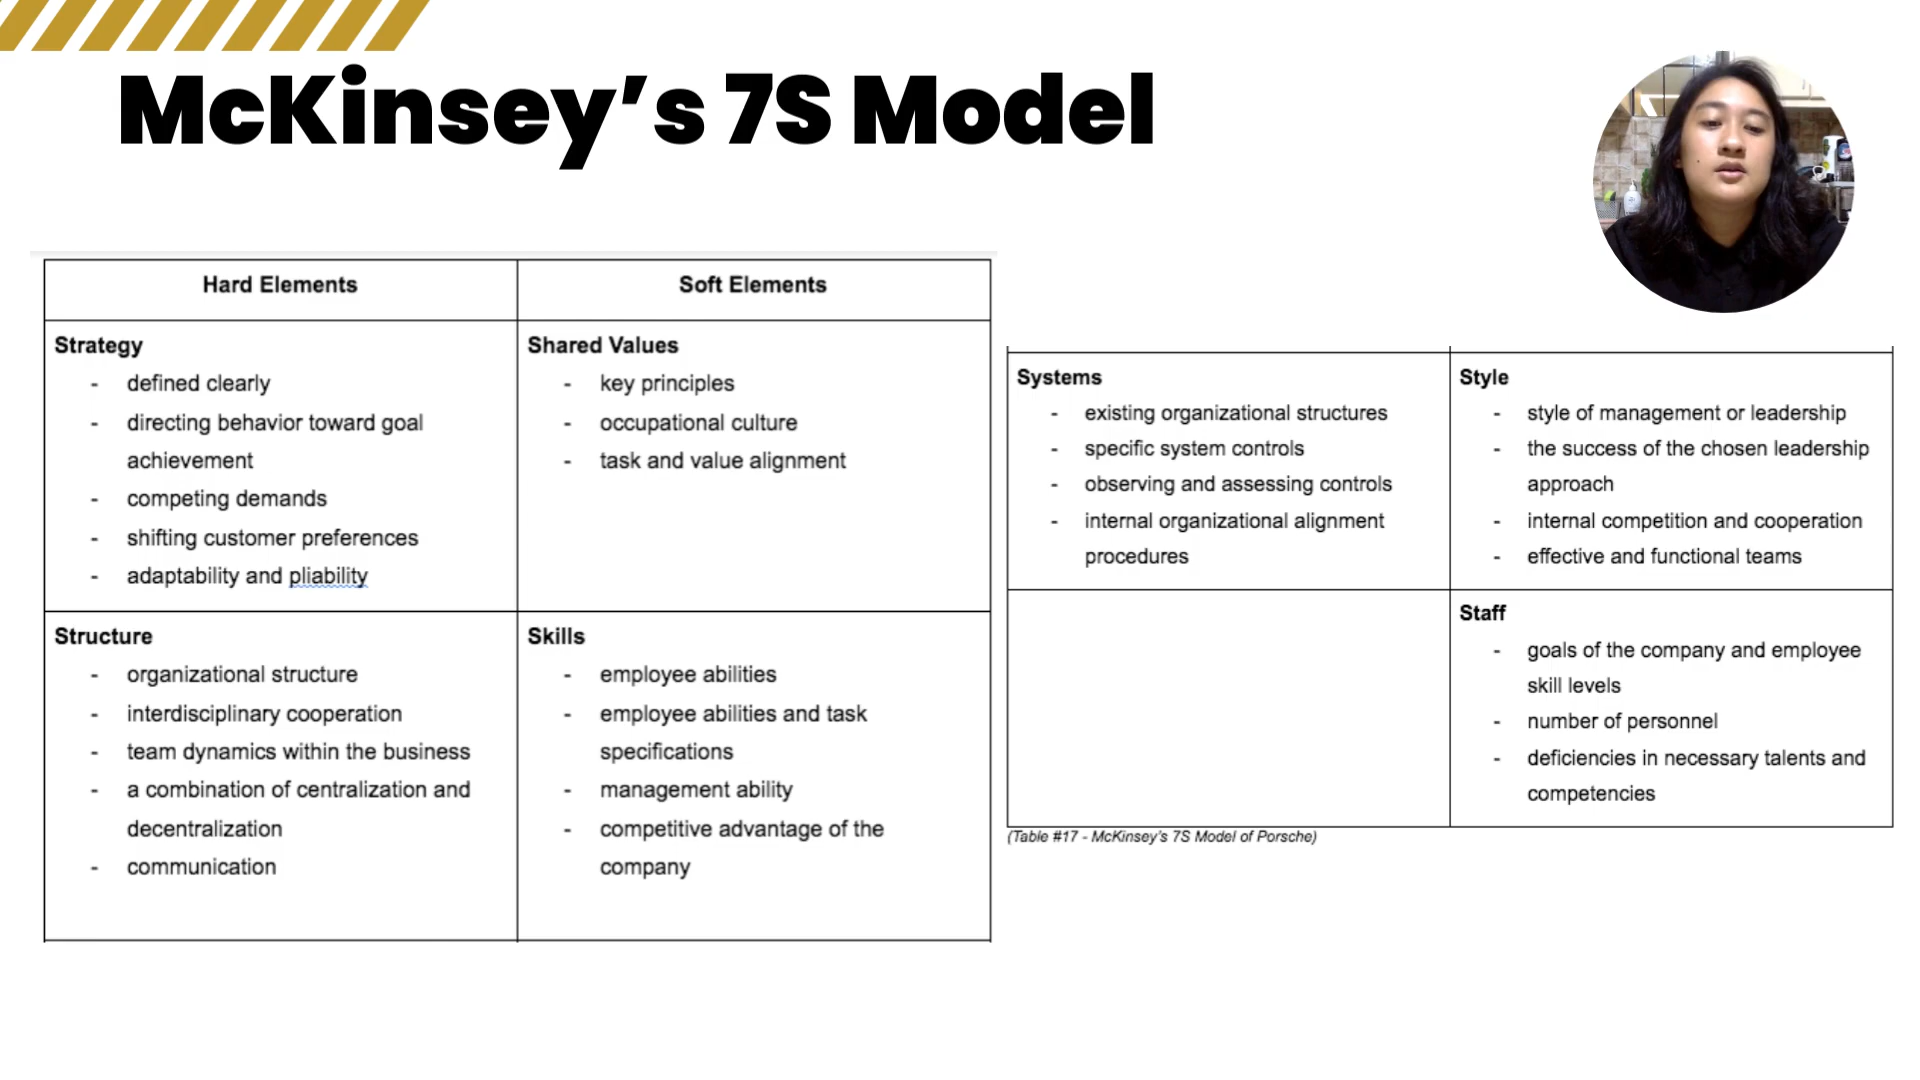 McKinsey’s 7S Model
Hard Elements
Soft Elements
Strategy
- defined clearly
- directing behavior toward goal
achievement
- competing demands
- shifting customer preferences
- adaptability and pliability
Shared Values
- key principles
- occupational culture
- task and value alignment
Structure
- organizational structure
- interdisciplinary cooperation
- team dynamics within the business
- a combination of centralization and
decentralization
- communication
Skills
- employee abilities
- employee abilities and task
specifications
- management ability
- competitive advantage of the
company
Systems
- existing organizational structures
- specific system controls
- observing and assessing controls
- internal organizational alignment
procedures
Style
- style of management or leadership
- the success of the chosen leadership
approach
- internal competition and cooperation
- effective and functional teams
Staff
- goals of the company and employee
skill levels
- number of personnel
- deficiencies in necessary talents and
competencies
(Table #17 - McKinsey's 7S Model of Porsche)